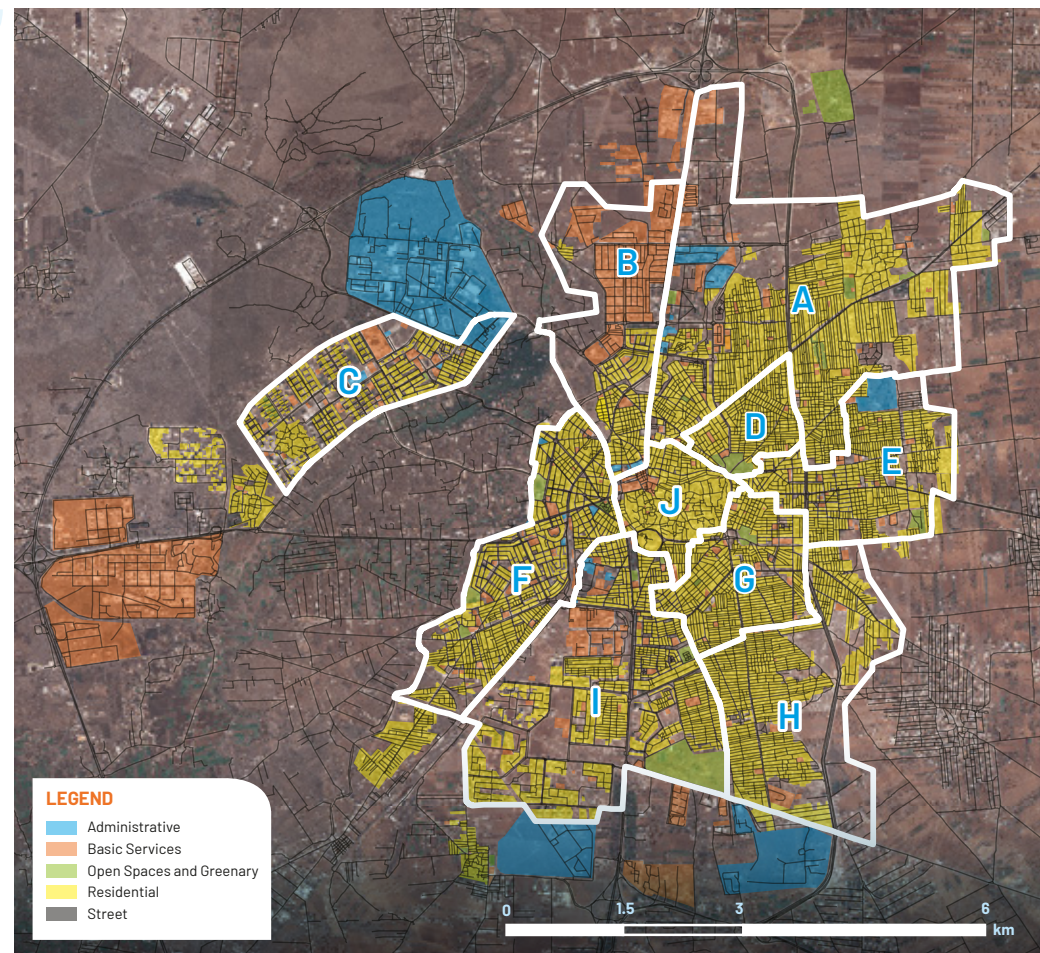 B
A
C
D
E
J
F
G
I
H
LEGEND
Administrative
Basic Services
Open Spaces and Greenary
Residential
Street
0 1.5 3 6
km